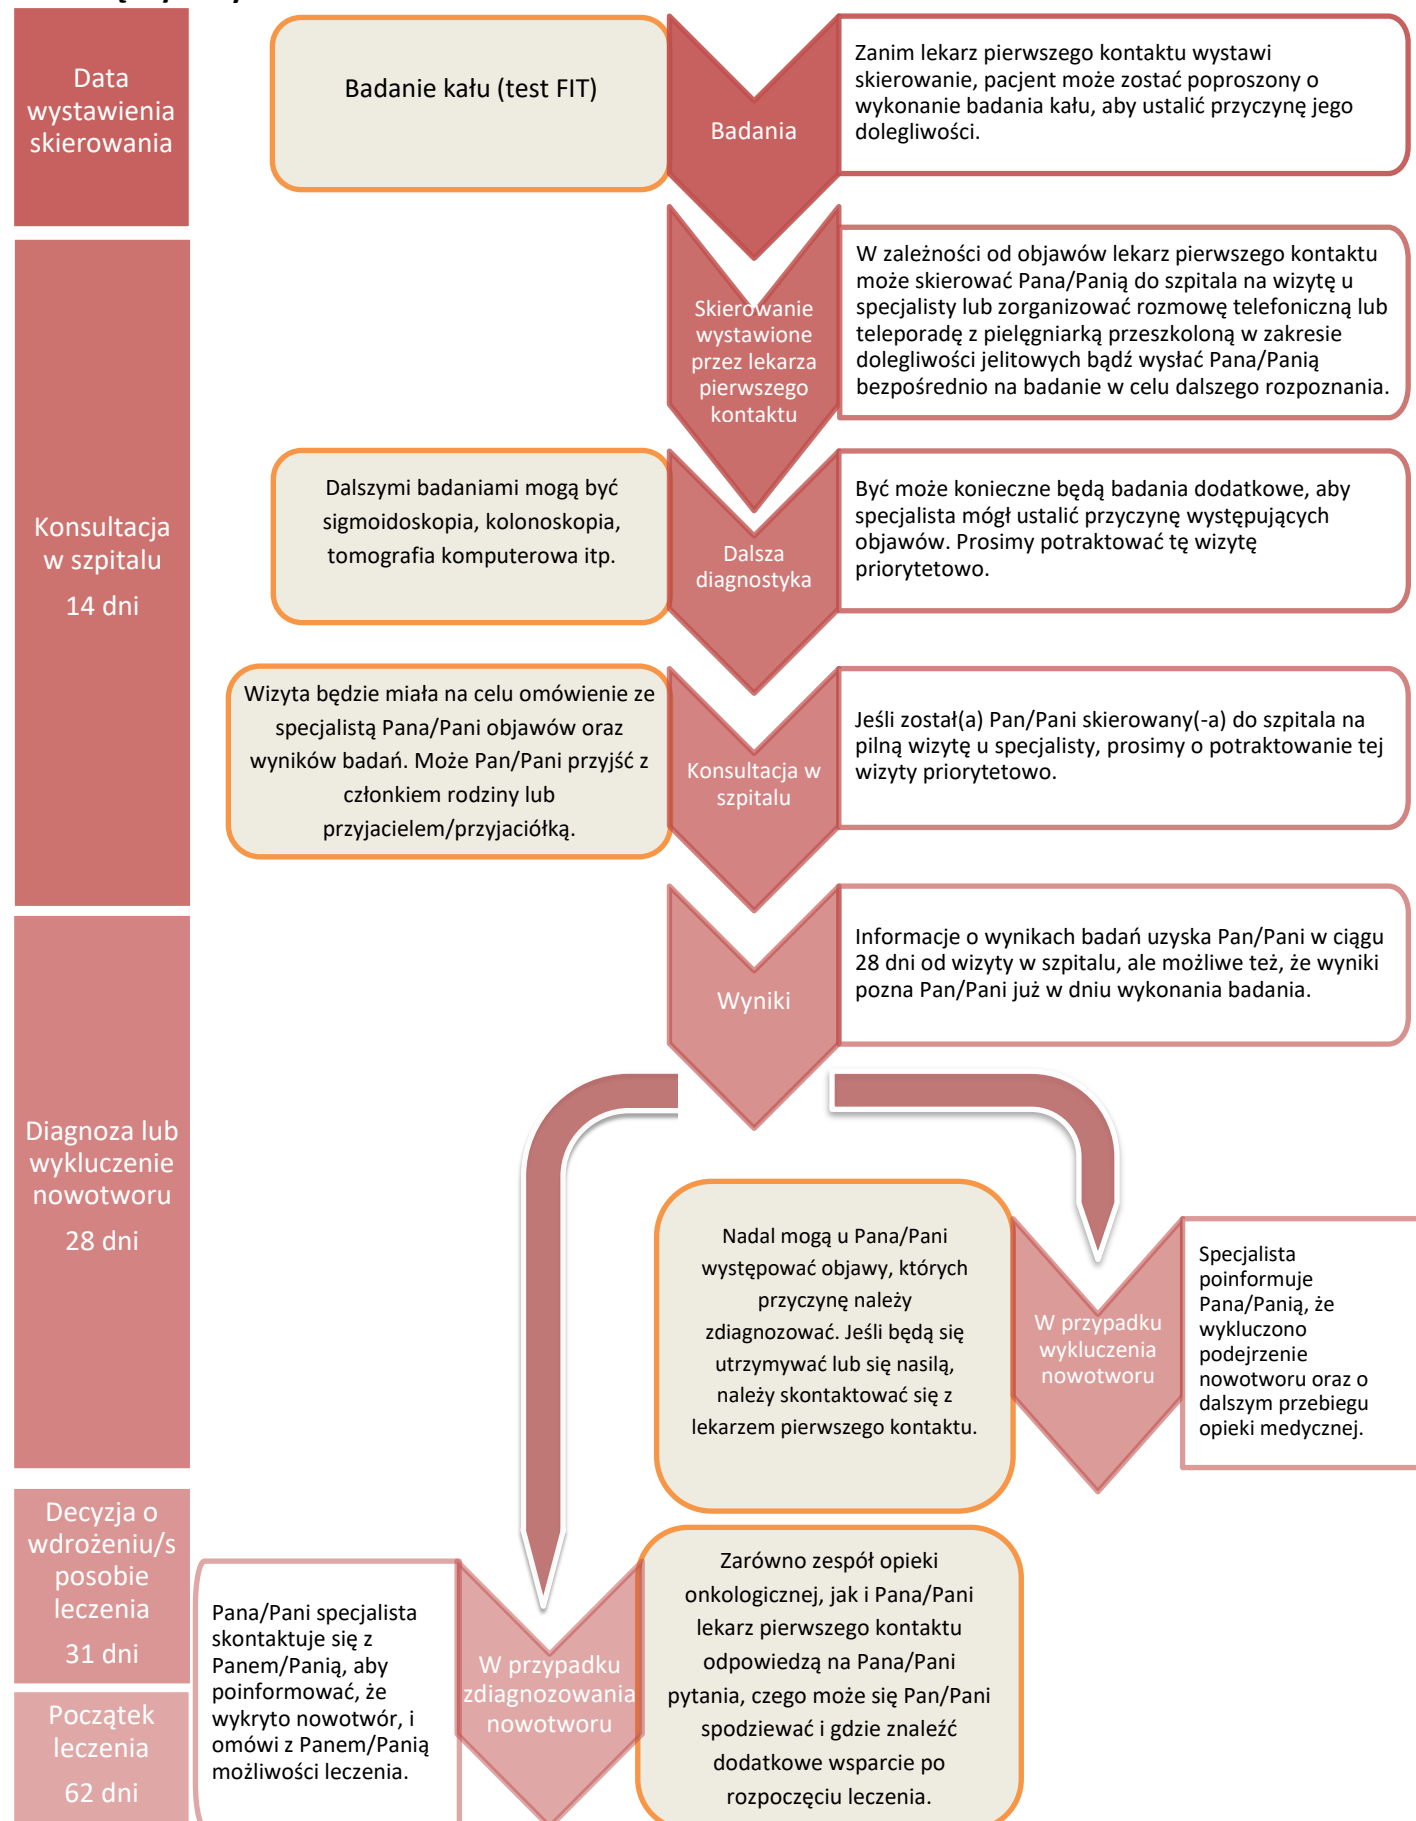 Data
wystawienia
skierowania
Badanie kału (test FIT)
Badania
Zanim lekarz pierwszego kontaktu wystawi
skierowanie, pacjent może zostać poproszony o
wykonanie badania kału, aby ustalić przyczynę jego
dolegliwości.
Skierowanie
wystawione
przez lekarza
pierwszego
kontaktu
W zależności od objawów lekarz pierwszego kontaktu
może skierować Pana/Panią do szpitala na wizytę u
specjalisty lub zorganizować rozmowę telefoniczną lub
teleporadę z pielęgniarką przeszkoloną w zakresie
dolegliwości jelitowych bądź wysłać Pana/Panią
bezpośrednio na badanie w celu dalszego rozpoznania.
Konsultacja
w szpitalu
14 dni
Dalszymi badaniami mogą być
sigmoidoskopia, kolonoskopia,
tomografia komputerowa itp.
Dalsza
diagnostyka
Być może konieczne będą badania dodatkowe, aby
specjalista mógł ustalić przyczynę występujących
objawów. Prosimy potraktować tę wizytę
priorytetowo.
Wizyta będzie miała na celu omówienie ze
specjalistą Pana/Pani objawów oraz
wyników badań. Może Pan/Pani przyjść z
członkiem rodziny lub
przyjacielem/przyjaciółką.
Konsultacja w
szpitalu
Jeśli został(a) Pan/Pani skierowany(-a) do szpitala na
pilną wizytę u specjalisty, prosimy o potraktowanie tej
wizyty priorytetowo.
Wyniki
Informacje o wynikach badań uzyska Pan/Pani w ciągu
28 dni od wizyty w szpitalu, ale możliwe też, że wyniki
pozna Pan/Pani już w dniu wykonania badania.
Diagnoza lub
wykluczenie
nowotworu
28 dni
Nadal mogą u Pana/Pani
występować objawy, których
przyczynę należy
zdiagnozować. Jeśli będą się
utrzymywać lub się nasilą,
należy skontaktować się z
lekarzem pierwszego kontaktu.
W przypadku
wykluczenia
nowotworu
Specjalista
poinformuje
Pana/Panią, że
wykluczono
podejrzenie
nowotworu oraz o
dalszym przebiegu
opieki medycznej.
Decyzja o
wdrożeniu/s
posobie
leczenia
31 dni
Początek
leczenia
62 dni
Pana/Pani specjalista
skontaktuje się z
Panem/Panią, aby
poinformować, że
wykryto nowotwór, i
omówi z Panem/Panią
możliwości leczenia.
W przypadku
zdiagnozowania
nowotworu
Zarówno zespół opieki
onkologicznej, jak i Pana/Pani
lekarz pierwszego kontaktu
odpowiedzą na Pana/Pani
pytania, czego może się Pan/Pani
spodziewać i gdzie znaleźć
dodatkowe wsparcie po
rozpoczęciu leczenia.